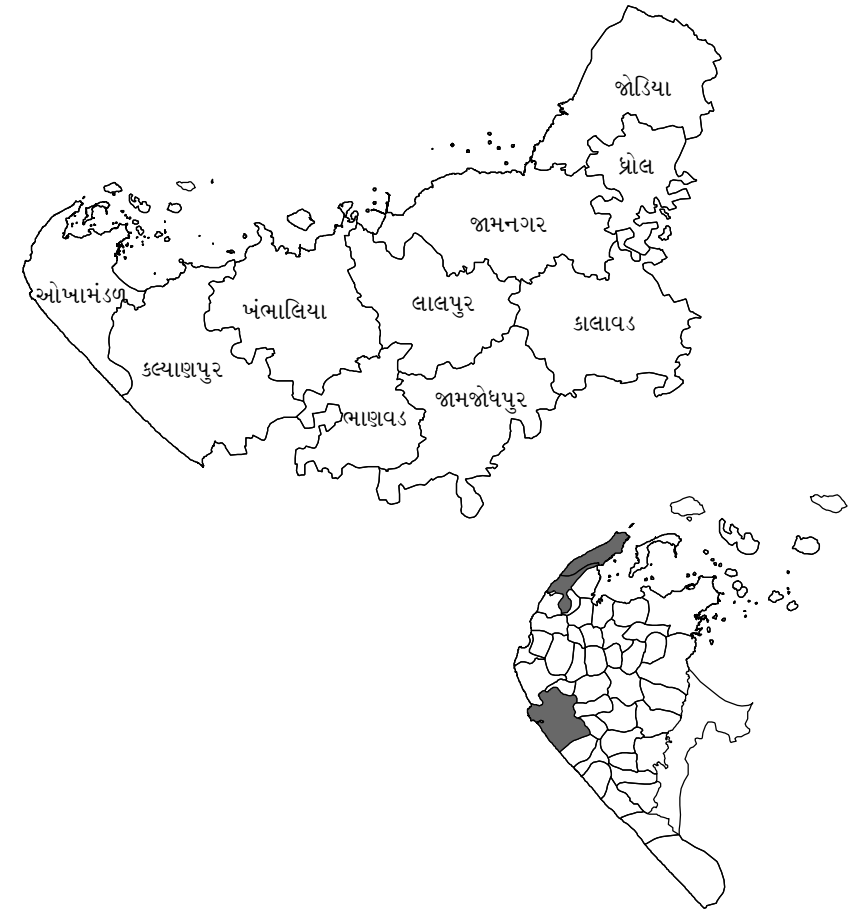 જોડિયા
ધ્રોલ
જામનગર
ઓખામંડળ
ખંભાલિયા
લાલપુર
કાલાવડ
કલ્યાણપુર
ભાણવડ
જામજોધપુર